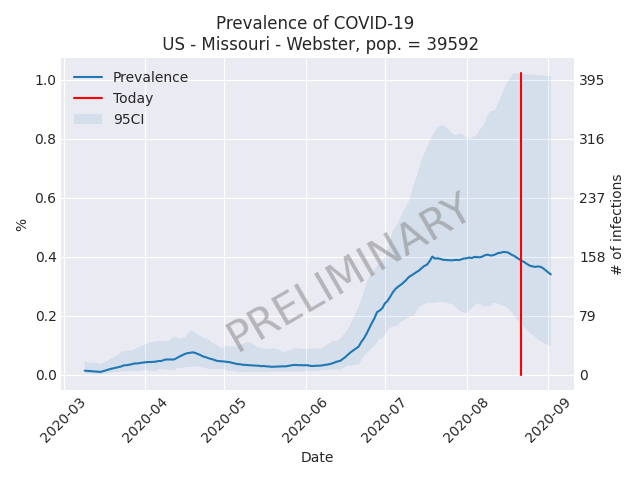 Prevalence of COVID-19
US - Missouri - Webster, pop. = 39592
Prevalence
Today
95CI
PRELIMINARY
1.0
0.8
0.6
0.4
0.2
0.0
%
395
316
237
158
79
0
# of infections
2020-03
2020-04
2020-05
2020-06
2020-07
2020-08
2020-09
Date